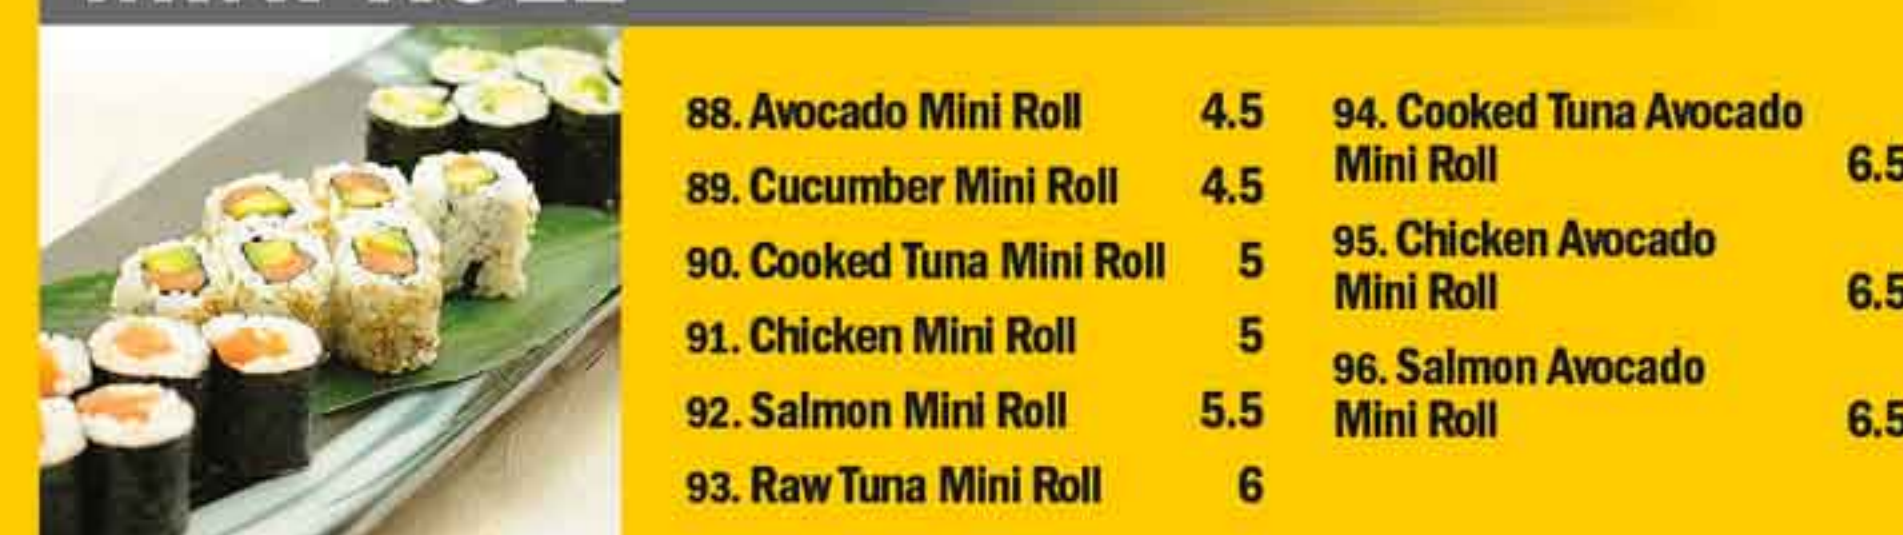 88. Avocado Mini Roll 4.5
89. Cucumber Mini Roll 4.5
90. Cooked Tuna Mini Roll 5
91. Chicken Mini Roll 5
92. Salmon Mini Roll 5.5
93. Raw Tuna Mini Roll 6
94. Cooked Tuna Avocado
Mini Roll 6.5
95. Chicken Avocado
Mini Roll 6.5
96. Salmon Avocado
Mini Roll 6.5